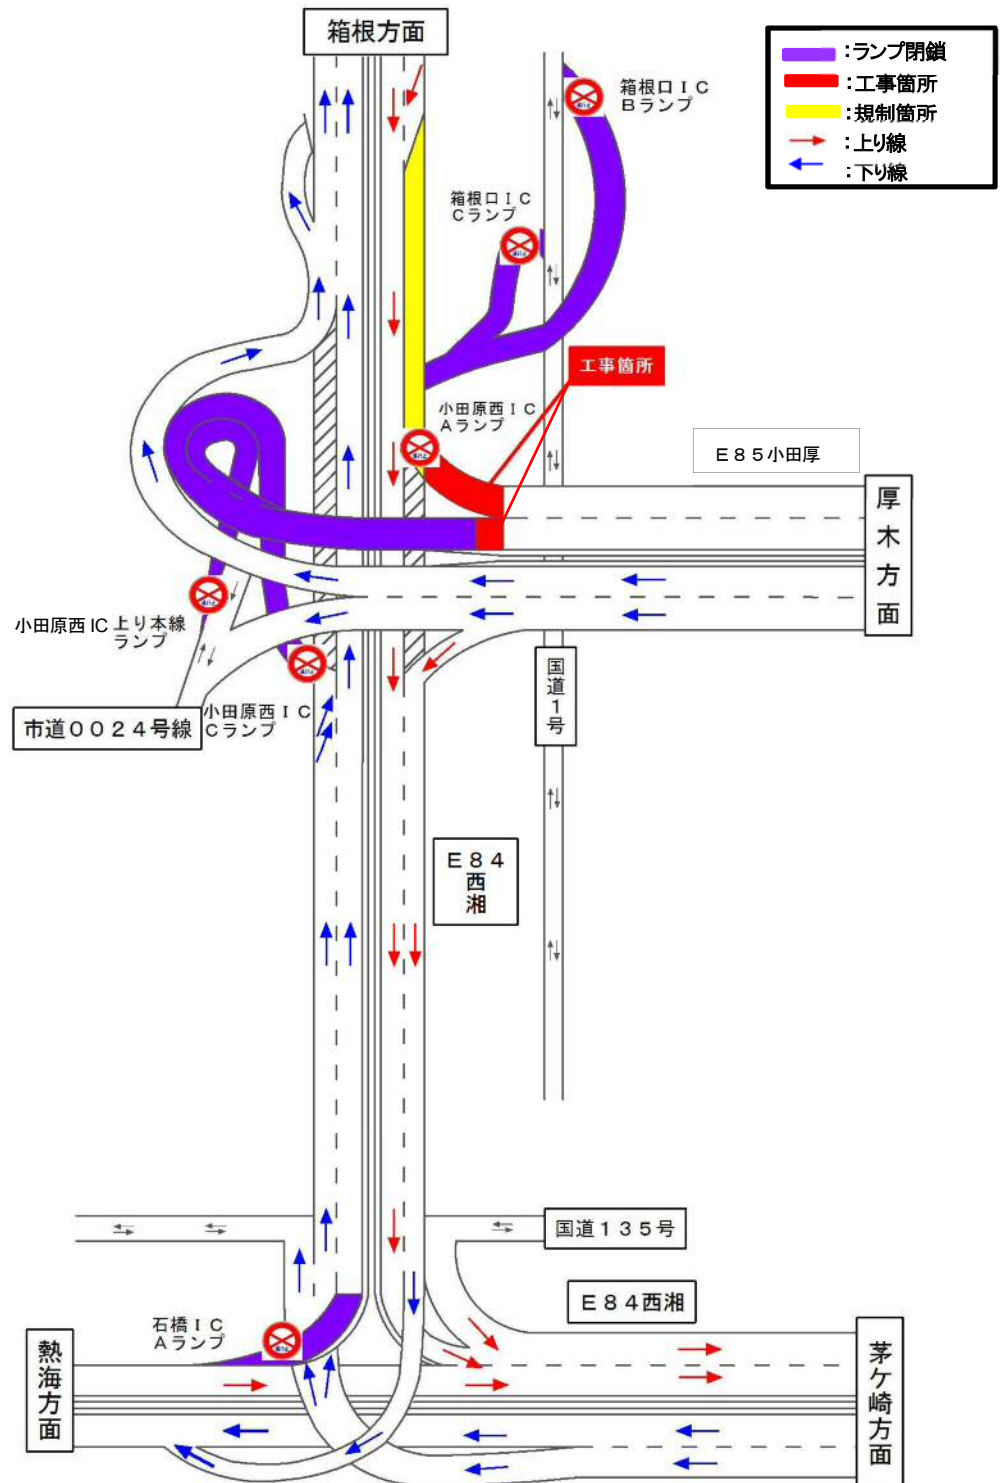 箱根方面
:ランプ閉鎖
:工事箇所
:規制箇所
:上り線
:下り線
箱根口ＩＣ
Ｂランプ
箱根口ＩＣ
Ｃランプ
工事箇所
小田原西ＩＣ
Ａランプ
Ｅ８５小田厚
厚木方面
小田原西IC上り本線
ランプ
国道１号
市道００２４号線
小田原西ＩＣ
Ｃランプ
Ｅ８４
西
湘
国道１３５号
Ｅ８４西湘
石橋ＩＣ
Ａランプ
熱海方面
茅ケ崎方面